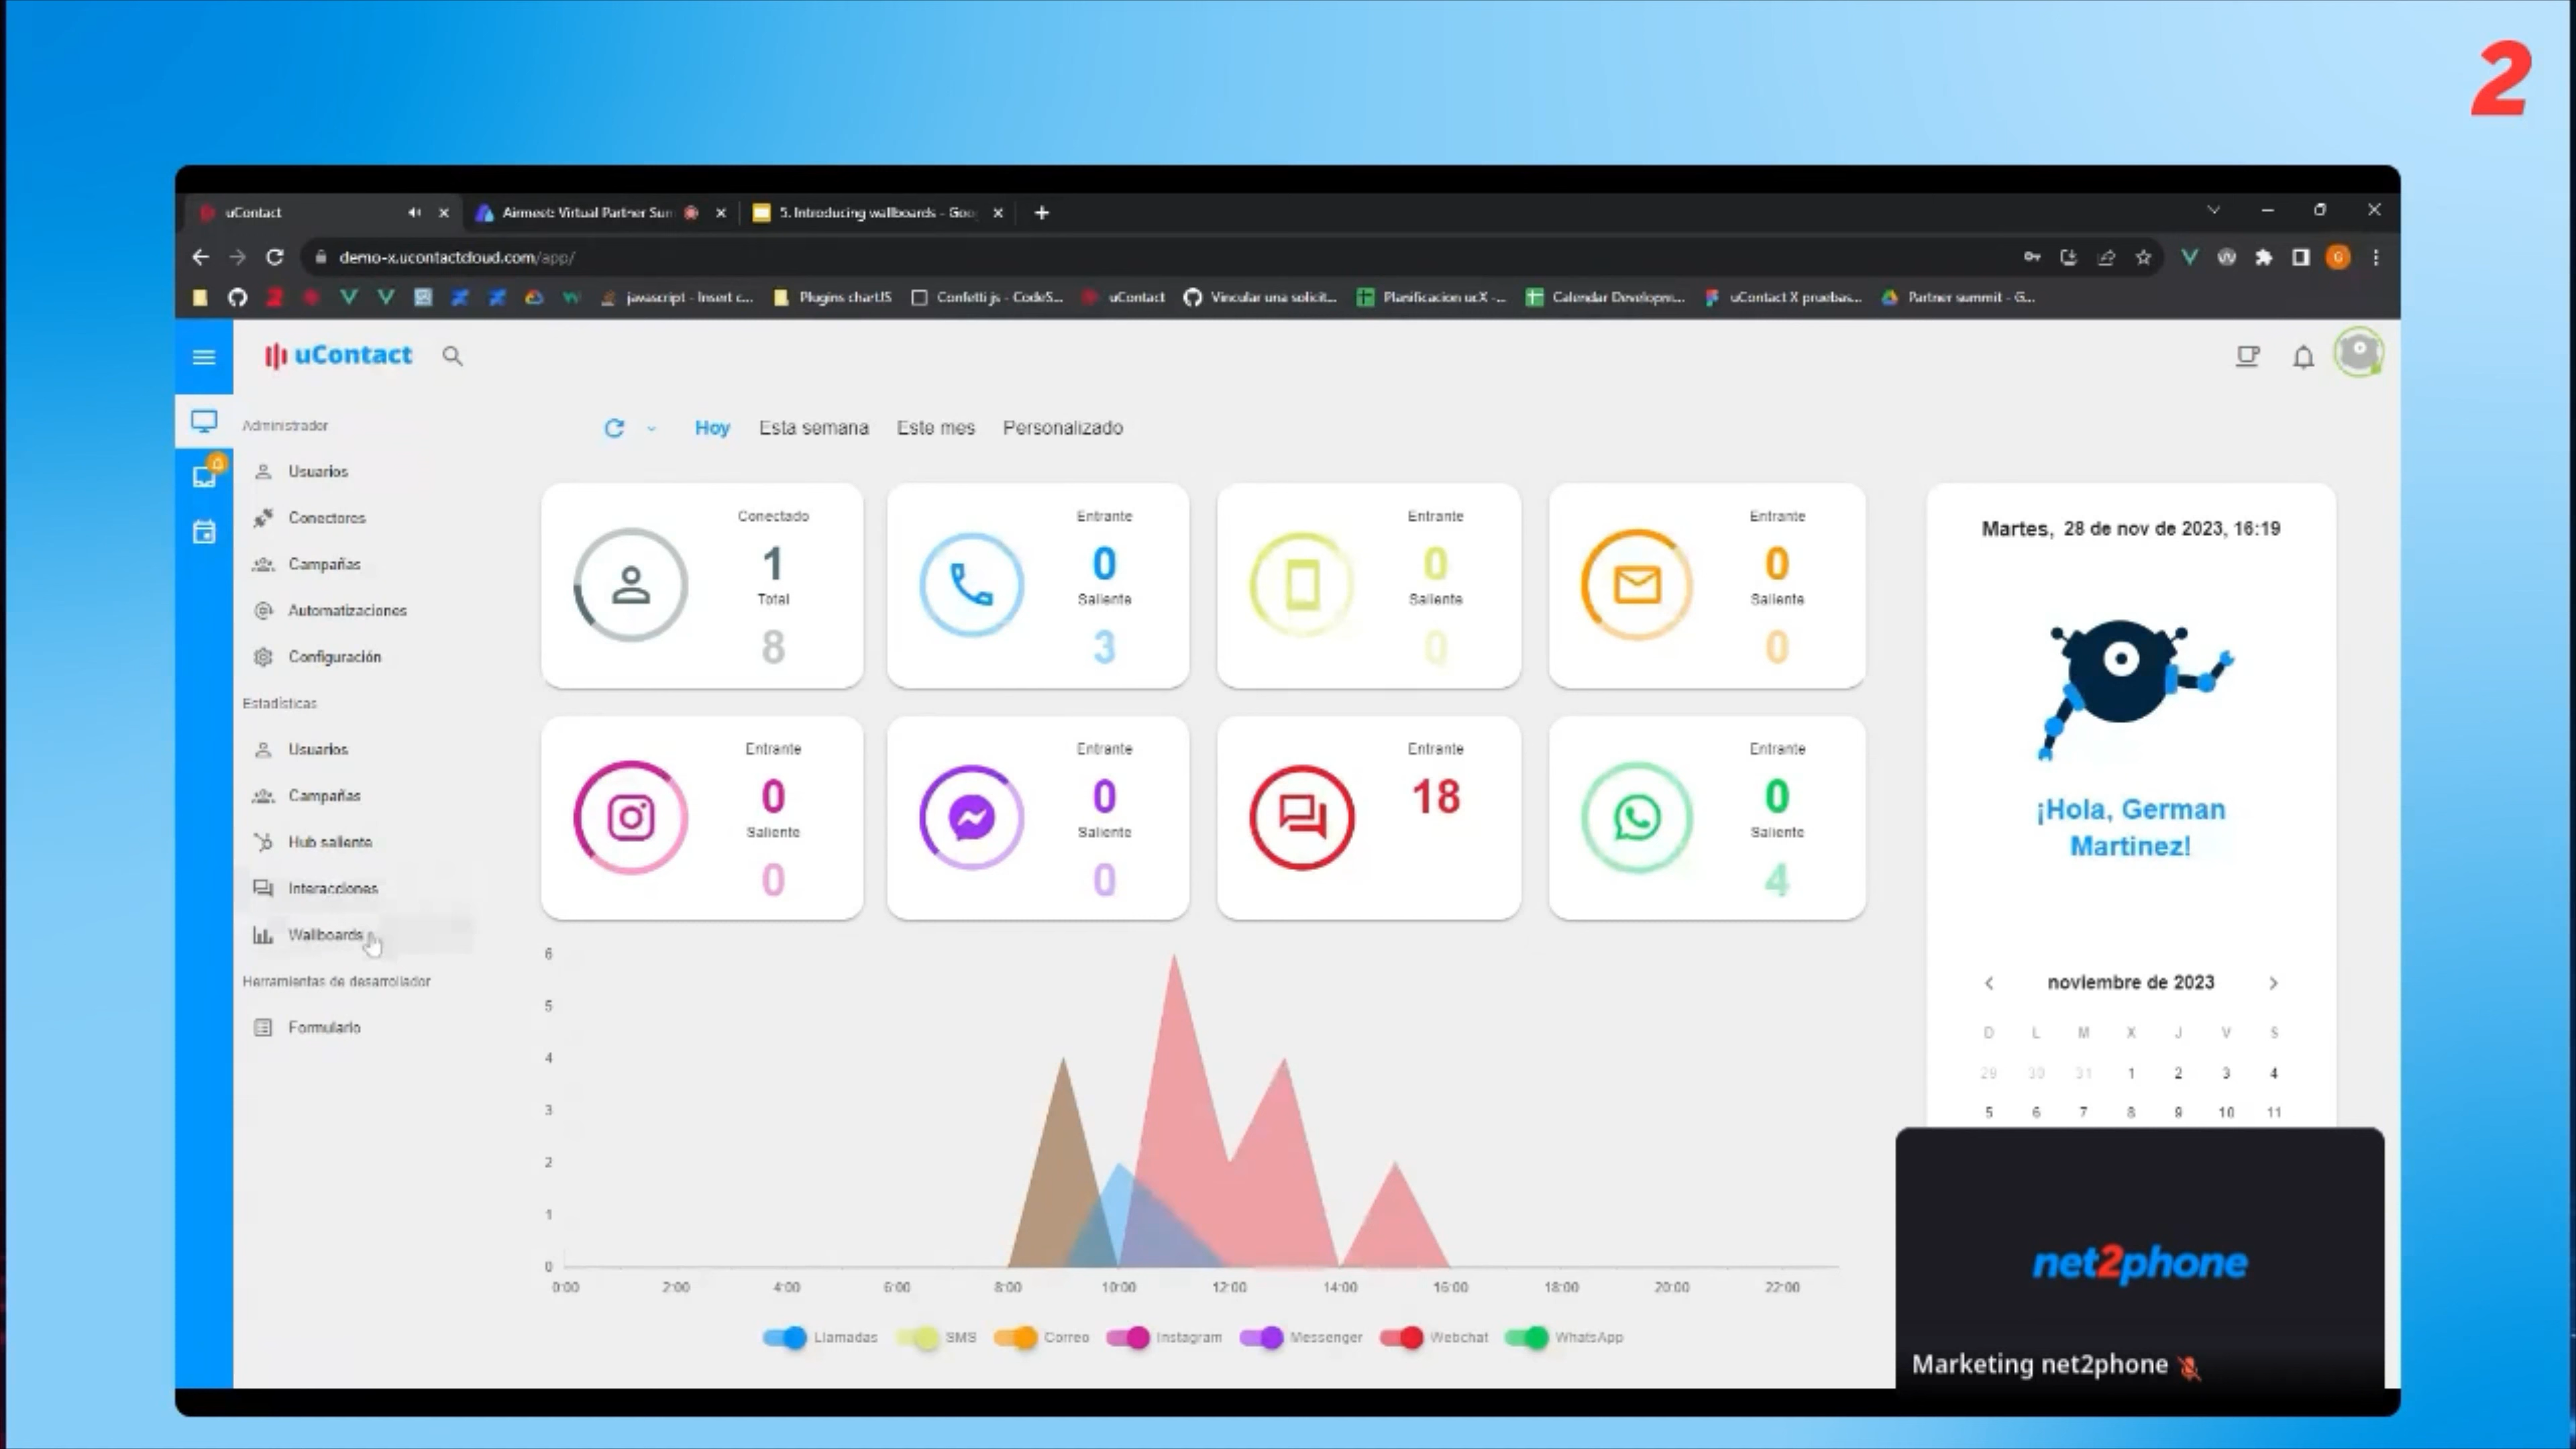 2
uContact
Airmeet: Virtual Partner Sum
5. Introducing wallboards - Goo
demo-x.ucontactcloud.com/app/
javascript - Insert c...
Plugins chartJS
Confetti js - CodeS...
uContact
Vincular una solicit...
Planificacion ucX -...
Calendar Developm...
uContact X pruebas...
Partner summit - G...
uContact
Administrador
Usuarios
Conectores
Campañas
Automatizaciones
Configuración
Estadísticas
Usuarios
Campañas
Hub saliente
Interacciones
Wallboards
Herramientas de desarrollador
Formulario
Hoy
Esta semana
Este mes
Personalizado
Conectado
1
Total
8
Entrante
0
Saliente
3
Entrante
0
Saliente
0
Entrante
0
Saliente
0
Entrante
0
Saliente
0
Entrante
0
Saliente
0
Entrante
18
Entrante
0
Saliente
4
6
5
4
3
2
1
0
0:00 2:00 4:00 6:00 8:00 10:00 12:00 14:00 16:00 18:00 20:00 22:00
Llamadas SMS Correo Instagram Messenger Webchat WhatsApp
Martes, 28 de nov de 2023, 16:19
¡Hola, German
Martinez!
noviembre de 2023
D L M X J V S
29 30 31 1 2 3 4
5 6 7 8 9 10 11
net2phone
Marketing net2phone